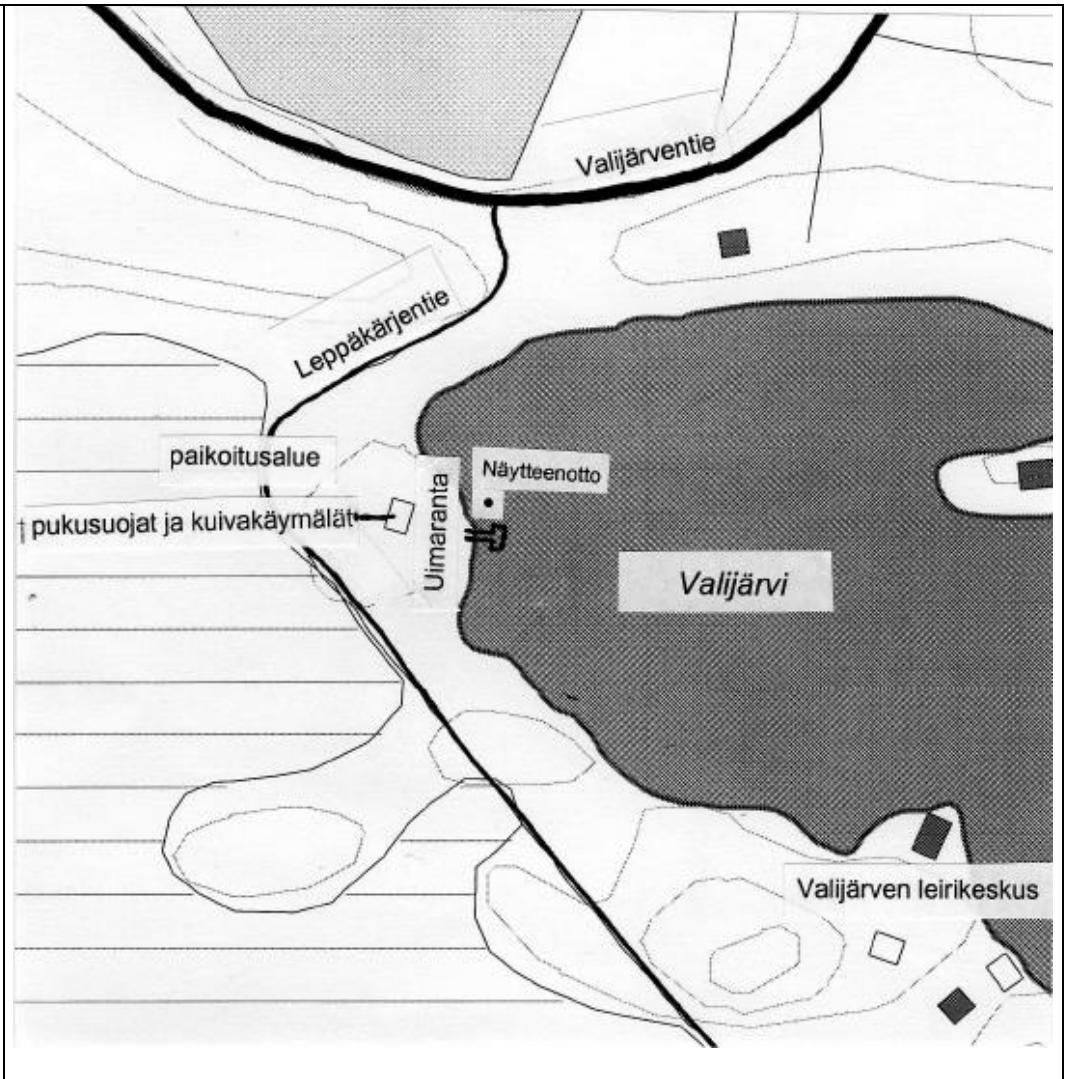 Valijärventie
Leppäkärjentie
paikoitusalue
Näytteenotto
pukusuojat ja kuivakäymälät
Uimaranta
Valijärvi
Valijärven leirikeskus